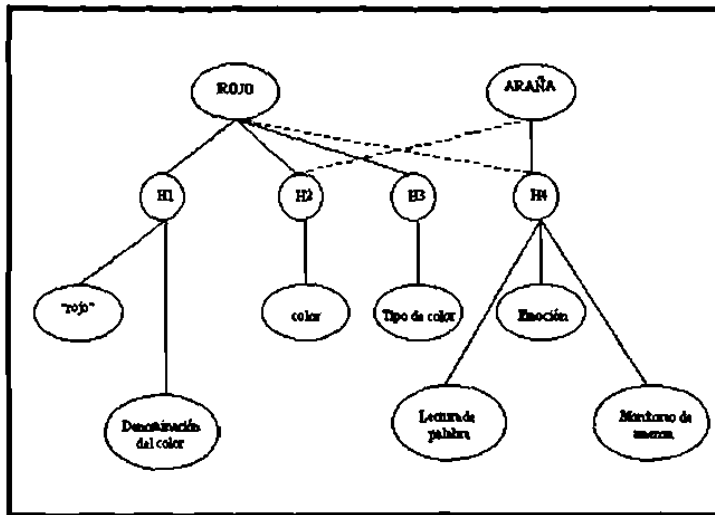 ROJO
ARAÑA
H1
H2
H3
H4
"rojo"
color
Tipo de color
Emoción
Denominación
del color
Lectura de
palabra
Monitoreo de